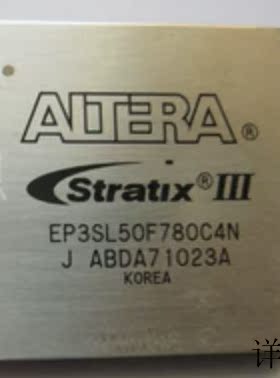 ALTERA®
Stratix® III
EP3SL50F780C4N
J ABDA71023A
KOREA
详